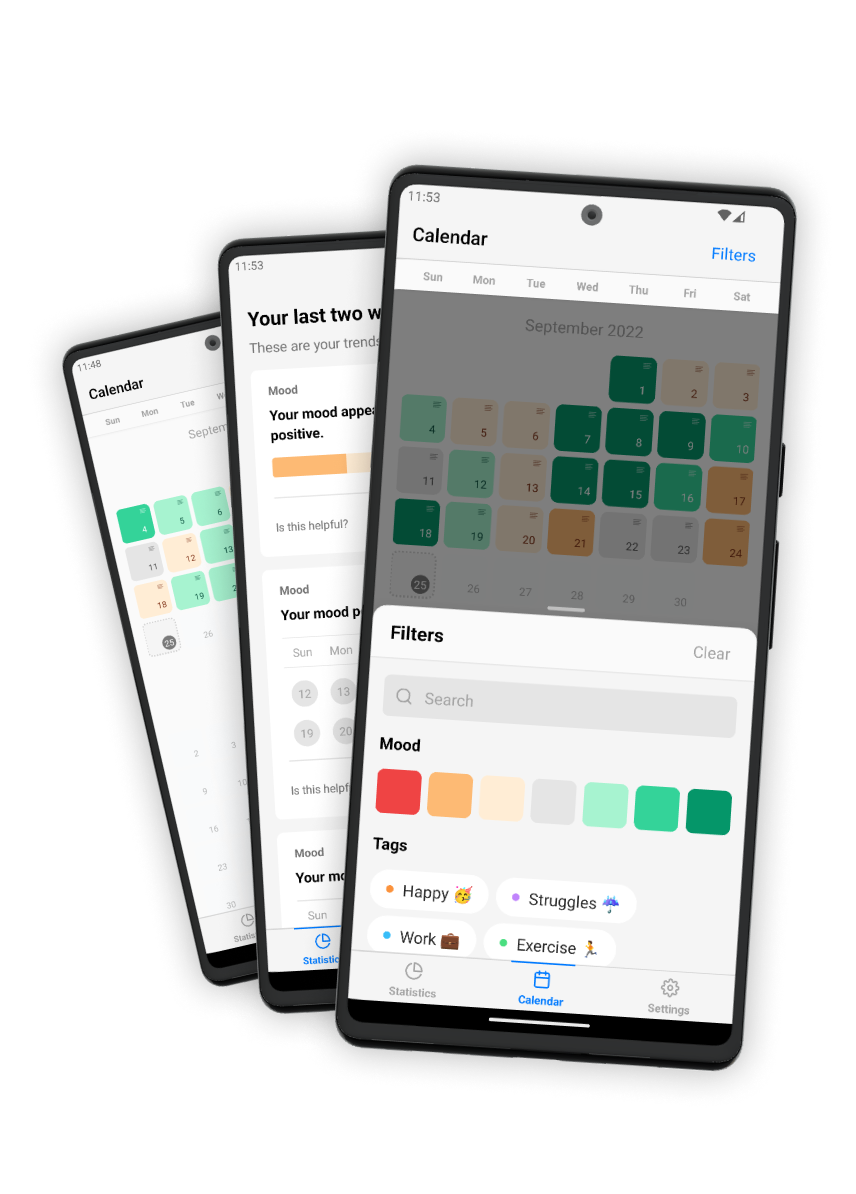 11:48
Calendar
Sun Mon Tue
Septem
4 5 6
11 12 13
18 19
25 26
2 3
9 10
16
23
30
11:53
Your last two w
These are your trends
Mood
Your mood appea
positive.
Is this helpful?
Mood
Your mood p
Sun Mon
12 13
19 20
Is this helpf
Mood
Your mo
Sun
Statistic
11:53
Calendar
Filters
Sun Mon Tue Wed Thu Fri Sat
September 2022
1 2 3
4 5 6 7 8 9 10
11 12 13 14 15 16 17
18 19 20 21 22 23 24
25 26 27 28 29 30
Filters
Clear
Search
Mood
Tags
Happy 🥳 Struggles ☔
Work 💼 Exercise 🏃
Statistics Calendar Settings